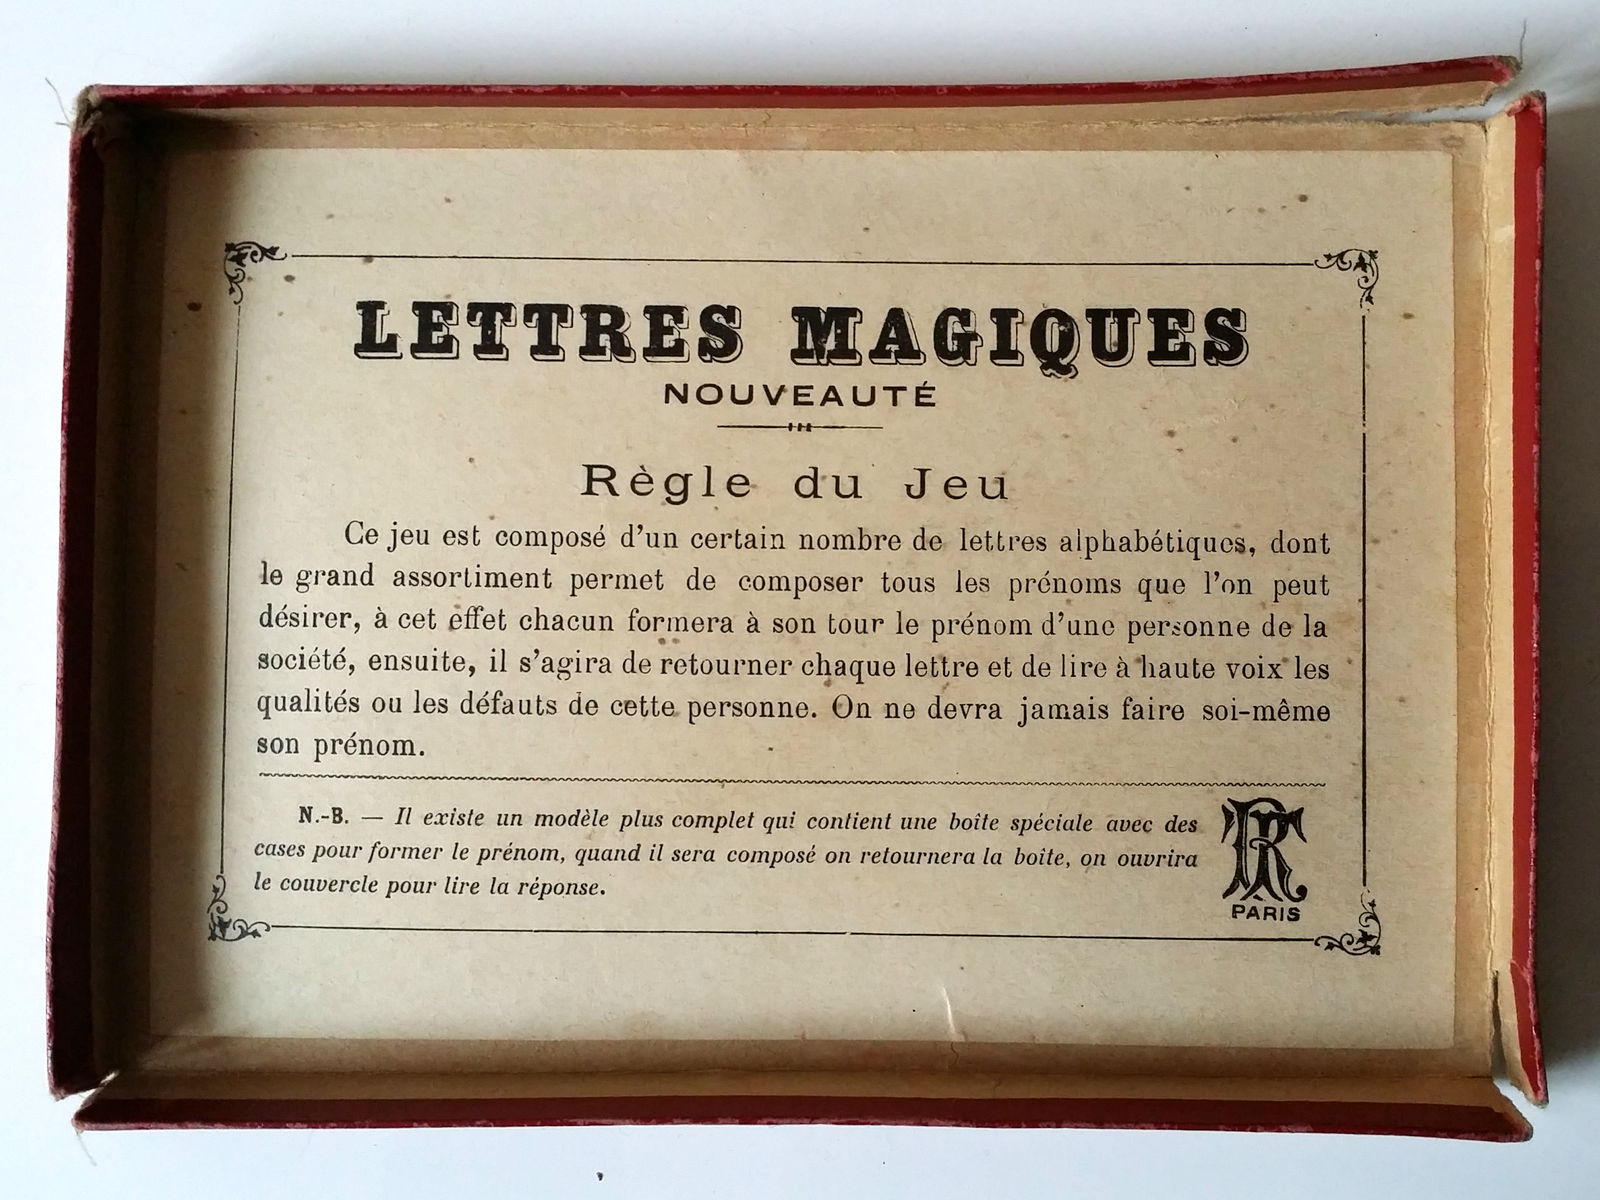 LETTRES MAGIQUES
NOUVEAUTÉ
Règle du Jeu
Ce jeu est composé d'un certain nombre de lettres alphabétiques, dont
le grand assortiment permet de composer tous les prénoms que l'on peut
désirer, à cet effet chacun formera à son tour le prénom d'une personne de la
société, ensuite, il s'agira de retourner chaque lettre et de lire à haute voix les
qualités ou les défauts de cette personne. On ne devra jamais faire soi-même
son prénom.
N.-B. — Il existe un modèle plus complet qui contient une boîte spéciale avec des
cases pour former le prénom, quand il sera composé on retournera la boîte, on ouvrira
le couvercle pour lire la réponse.
PARIS